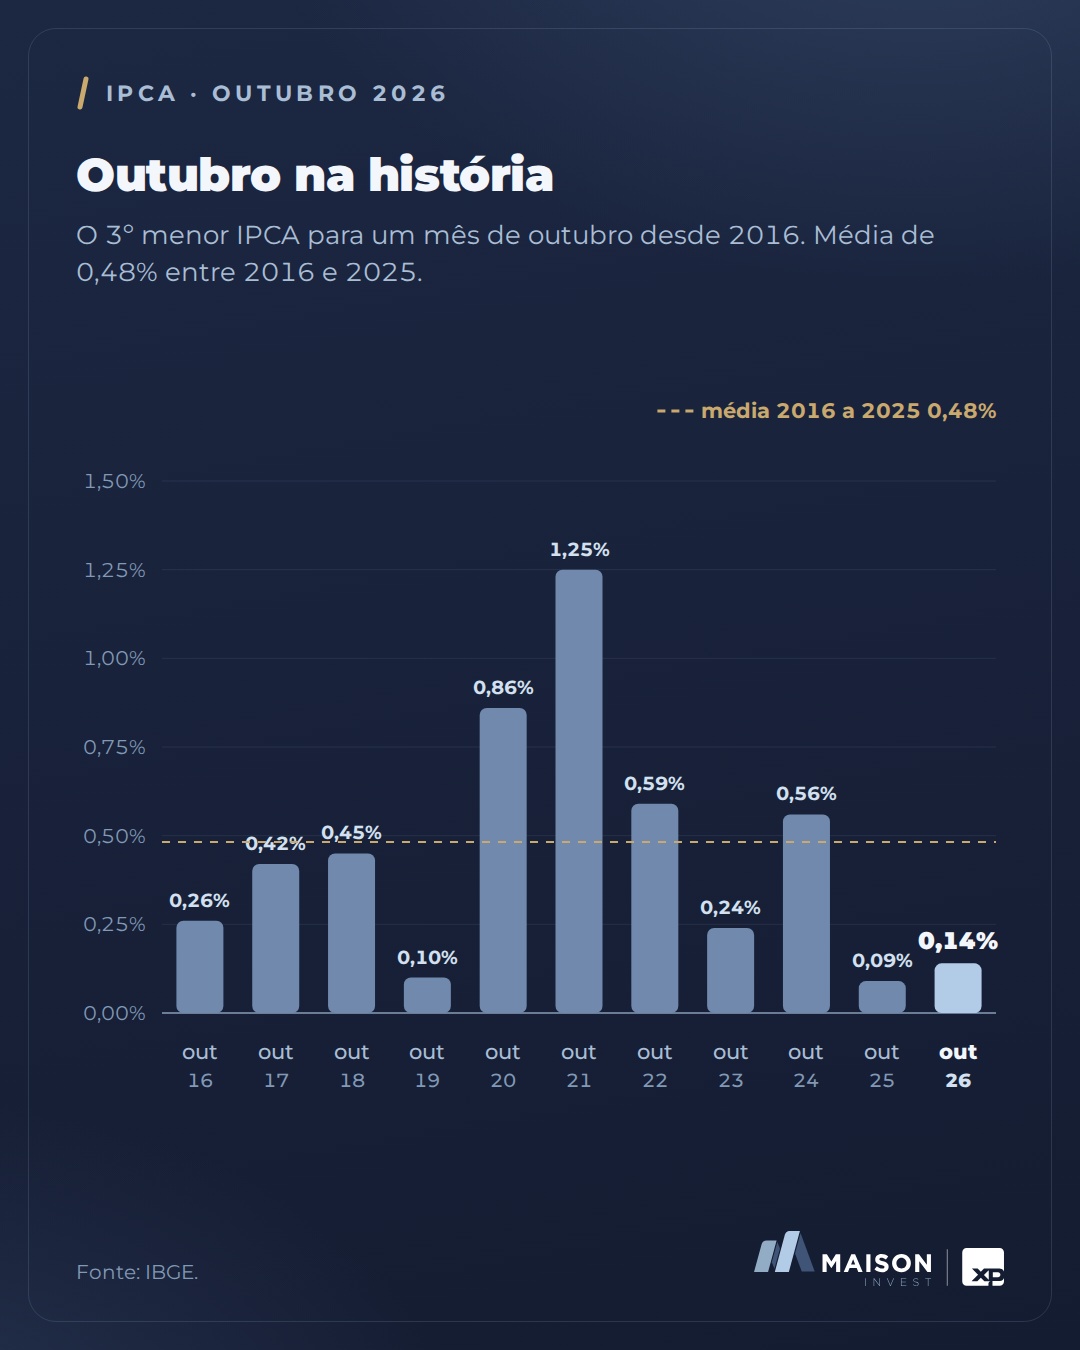 IPCA · OUTUBRO 2026
Outubro na história
O 3º menor IPCA para um mês de outubro desde 2016. Média de
0,48% entre 2016 e 2025.
média 2016 a 2025 0,48%
1,50%
1,25%
1,00%
0,75%
0,50%
0,25%
0,00%
0,26%
0,42%
0,45%
0,10%
0,86%
1,25%
0,59%
0,24%
0,56%
0,09%
0,14%
out 16
out 17
out 18
out 19
out 20
out 21
out 22
out 23
out 24
out 25
out 26
Fonte: IBGE.
MAISON
INVEST
xp